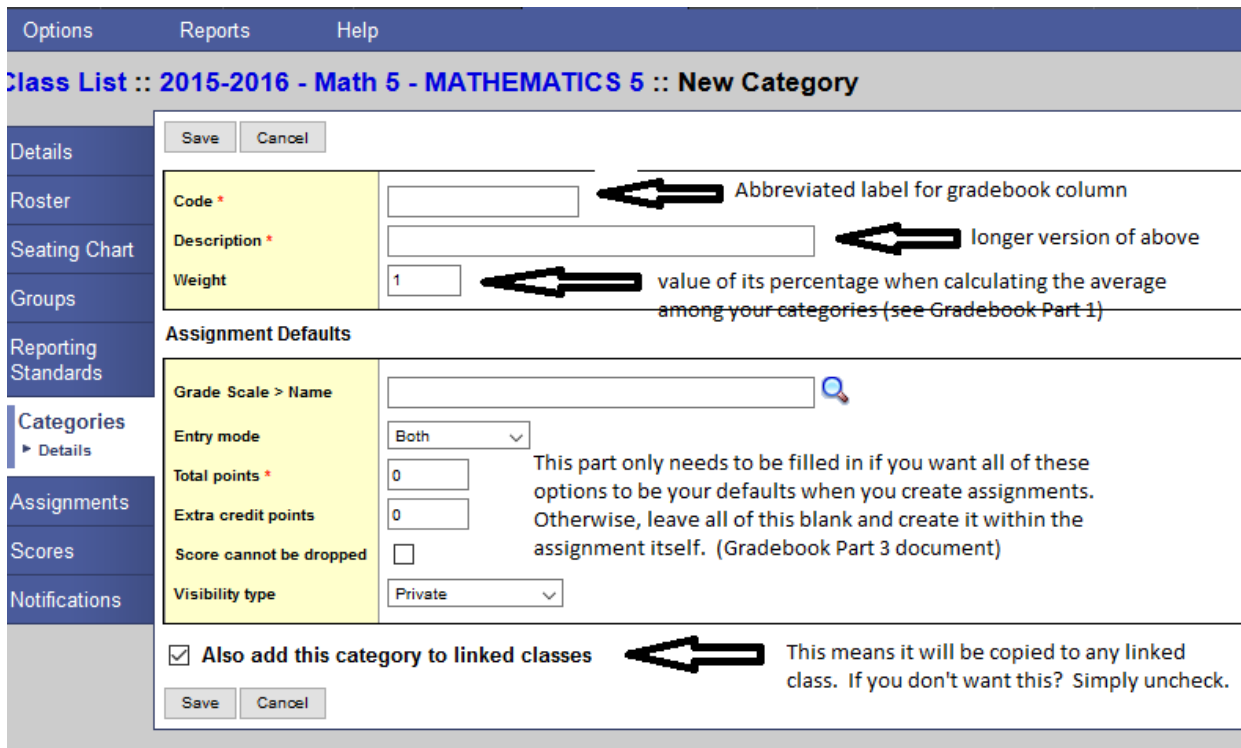 Options Reports Help
Class List :: 2015-2016 - Math 5 - MATHEMATICS 5 :: New Category
Details
Roster
Seating Chart
Groups
Reporting
Standards
Categories
Details
Assignments
Scores
Notifications
Save Cancel
Code * Abbreviated label for gradebook column
Description * longer version of above
Weight 1 value of its percentage when calculating the average
among your categories (see Gradebook Part 1)
Assignment Defaults
Grade Scale > Name
Entry mode Both
Total points * 0
Extra credit points 0
Score cannot be dropped
Visibility type Private
This part only needs to be filled in if you want all of these
options to be your defaults when you create assignments.
Otherwise, leave all of this blank and create it within the
assignment itself. (Gradebook Part 3 document)
Also add this category to linked classes
This means it will be copied to any linked
class. If you don't want this? Simply uncheck.
Save Cancel